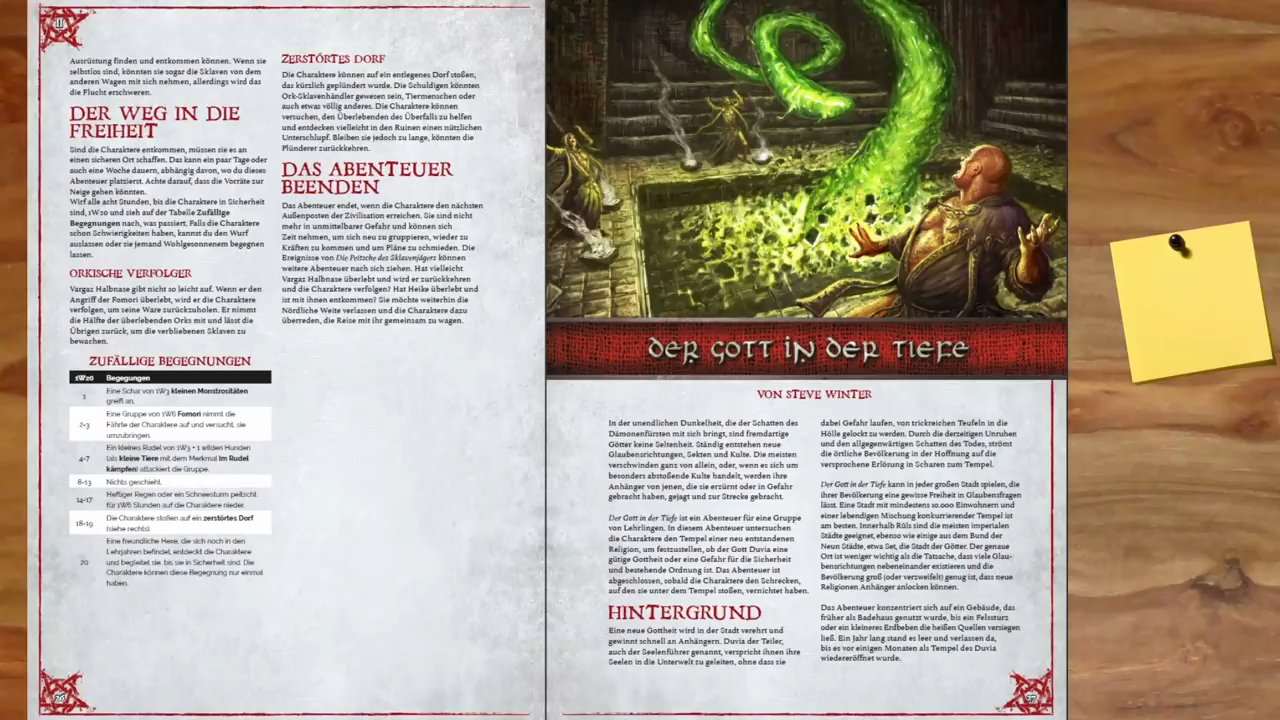 Ausrüstung finden und entkommen können. Wenn sie
selbstlos sind, könnten sie sogar die Sklaven von dem
anderen Wagen mit sich nehmen, allerdings wird das
die Flucht erschweren.
DER WEG IN DIE
FREIHEIT
Sind die Charaktere entkommen, müssen sie es an
einen sicheren Ort schaffen. Das kann ein paar Tage oder
auch eine Woche dauern, abhängig davon, wo du dieses
Abenteuer platzierst. Achte darauf, dass die Vorräte zur
Neige gehen könnten.
Wirf alle acht Stunden, bis die Charaktere in Sicherheit
sind, 1W20 und sieh auf der Tabelle Zufällige
Begegnungen nach, was passiert. Falls die Charaktere
schon Schwierigkeiten haben, kannst du den Wurf
auslassen oder sie jemand Wohlgesonnenem begegnen
lassen.
ORKISCHE VERFOLGER
Vargaz Halbnase gibt nicht so leicht auf. Wenn er den
Angriff der Fomori überlebt, wird er die Charaktere
verfolgen, um seine Ware zurückzuholen. Er nimmt
die Hälfte der überlebenden Orks mit und lässt die
Übrigen zurück, um die verbliebenen Sklaven zu
bewachen.
ZUFÄLLIGE BEGEGNUNGEN
1W20 Begegungen
1 Eine Schar von 1W3 kleinen Monstrositäten
greift an.
2-3 Eine Gruppe von 1W6 Fomori nimmt die
Fährte der Charaktere auf und versucht, sie
umzubringen.
4-7 Ein kleines Rudel von 1W3 + 1 wilden Hunden
(als kleine Tiere mit dem Merkmal Im Rudel
kämpfen) attackiert die Gruppe.
8-13 Nichts geschieht.
14-17 Heftiger Regen oder ein Schneesturm peitscht
für 1W6 Stunden auf die Charaktere nieder.
18-19 Die Charaktere stoßen auf ein zerstörtes Dorf
(siehe rechts).
20 Eine freundliche Hexe, die sich noch in den
Lehrjahren befindet, entdeckt die Charaktere
und begleitet sie, bis sie in Sicherheit sind. Die
Charaktere können diese Begegnung nur einmal
haben.
ZERSTÖRTES DORF
Die Charaktere können auf ein entlegenes Dorf stoßen,
das kürzlich geplündert wurde. Die Schuldigen könnten
Ork-Sklavenhändler gewesen sein, Tiermenschen oder
auch etwas völlig anderes. Die Charaktere können
versuchen, den Überlebenden des Überfalls zu helfen
und entdecken vielleicht in den Ruinen einen nützlichen
Unterschlupf. Bleiben sie jedoch zu lange, könnten die
Plünderer zurückkehren.
DAS ABENTEUER
BEENDEN
Das Abenteuer endet, wenn die Charaktere den nächsten
Außenposten der Zivilisation erreichen. Sie sind nicht
mehr in unmittelbarer Gefahr und können sich
Zeit nehmen, um sich neu zu gruppieren, wieder zu
Kräften zu kommen und um Pläne zu schmieden. Die
Ereignisse von Die Peitsche des Sklavenjägers können
weitere Abenteuer nach sich ziehen. Hat vielleicht
Vargaz Halbnase überlebt und wird er zurückkehren
und die Charaktere verfolgen? Hat Heike überlebt und
ist mit ihnen entkommen? Sie möchte weiterhin die
Nördliche Weite verlassen und die Charaktere dazu
überreden, die Reise mit ihr gemeinsam zu wagen.
DER GOTT IN DER TIEFE
VON STEVE WINTER
In der unendlichen Dunkelheit, die der Schatten des
Dämonenfürsten mit sich bringt, sind fremdartige
Götter keine Seltenheit. Ständig entstehen neue
Glaubensrichtungen, Sekten und Kulte. Die meisten
verschwinden ganz von allein, oder, wenn es sich um
besonders abstoßende Kulte handelt, werden ihre
Anhänger von jenen, die sie erzürnt oder in Gefahr
gebracht haben, gejagt und zur Strecke gebracht.
Der Gott in der Tiefe ist ein Abenteuer für eine Gruppe
von Lehrlingen. In diesem Abenteuer untersuchen
die Charaktere den Tempel einer neu entstandenen
Religion, um festzustellen, ob der Gott Duvia eine
gütige Gottheit oder eine Gefahr für die Sicherheit
und bestehende Ordnung ist. Das Abenteuer ist
abgeschlossen, sobald die Charaktere den Schrecken,
auf den sie unter dem Tempel stoßen, vernichtet haben.
HINTERGRUND
Eine neue Gottheit wird in der Stadt verehrt und
gewinnt schnell an Anhängern. Duvia der Teiler,
auch der Seelenführer genannt, verspricht ihnen ihre
Seelen in die Unterwelt zu geleiten, ohne dass sie
dabei Gefahr laufen, von trickreichen Teufeln in die
Hölle gelockt zu werden. Durch die derzeitigen Unruhen
und den allgegenwärtigen Schatten des Todes, strömt
die örtliche Bevölkerung in der Hoffnung auf die
versprochene Erlösung in Scharen zum Tempel.
Der Gott in der Tiefe kann in jeder großen Stadt spielen, die
ihrer Bevölkerung eine gewisse Freiheit in Glaubensfragen
lässt. Eine Stadt mit mindestens 10.000 Einwohnern und
einer lebendigen Mischung konkurrierender Tempel ist
am besten. Innerhalb Rüls sind die meisten imperialen
Städte geeignet, ebenso wie einige aus dem Bund der
Neun Städte, etwa Set, die Stadt der Götter. Der genaue
Ort ist weniger wichtig als die Tatsache, dass viele Glau-
bensrichtungen nebeneinander existieren und die
Bevölkerung groß (oder verzweifelt) genug ist, dass neue
Religionen Anhänger anlocken können.
Das Abenteuer konzentriert sich auf ein Gebäude, das
früher als Badehaus genutzt wurde, bis ein Felssturz
oder ein kleineres Erdbeben die heißen Quellen versiegen
ließ. Ein Jahr lang stand es leer und verlassen da,
bis es vor einigen Monaten als Tempel des Duvia
wiedereröffnet wurde.